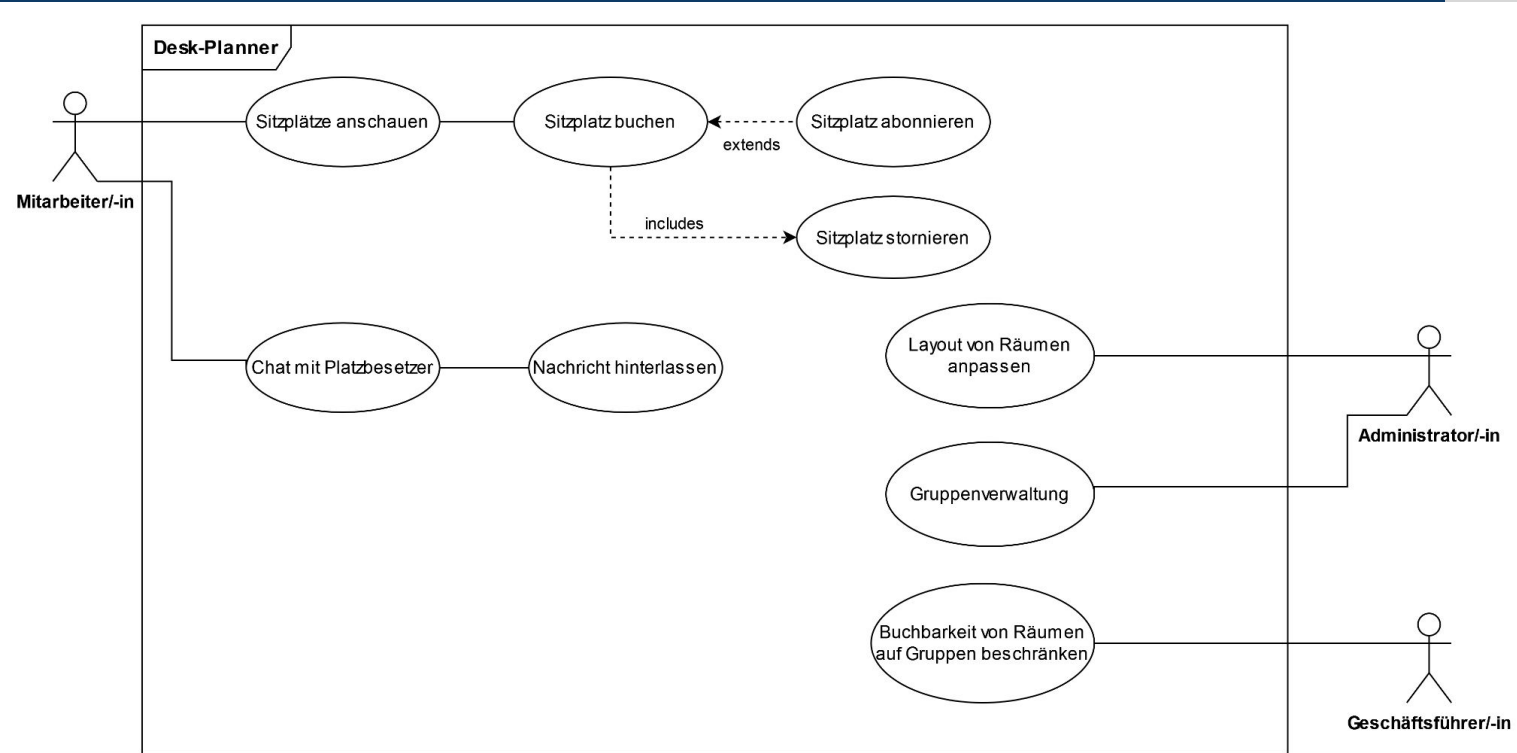 Desk-Planner
Sitzplätze anschauen
Sitzplatz buchen
Sitzplatz abonnieren
extends
Mitarbeiter/-in
includes
Sitzplatz stornieren
Layout von Räumen
anpassen
Chat mit Platzbesetzer
Nachricht hinterlassen
Administrator/-in
Gruppenverwaltung
Buchbarkeit von Räumen
auf Gruppen beschränken
Geschäftsführer/-in